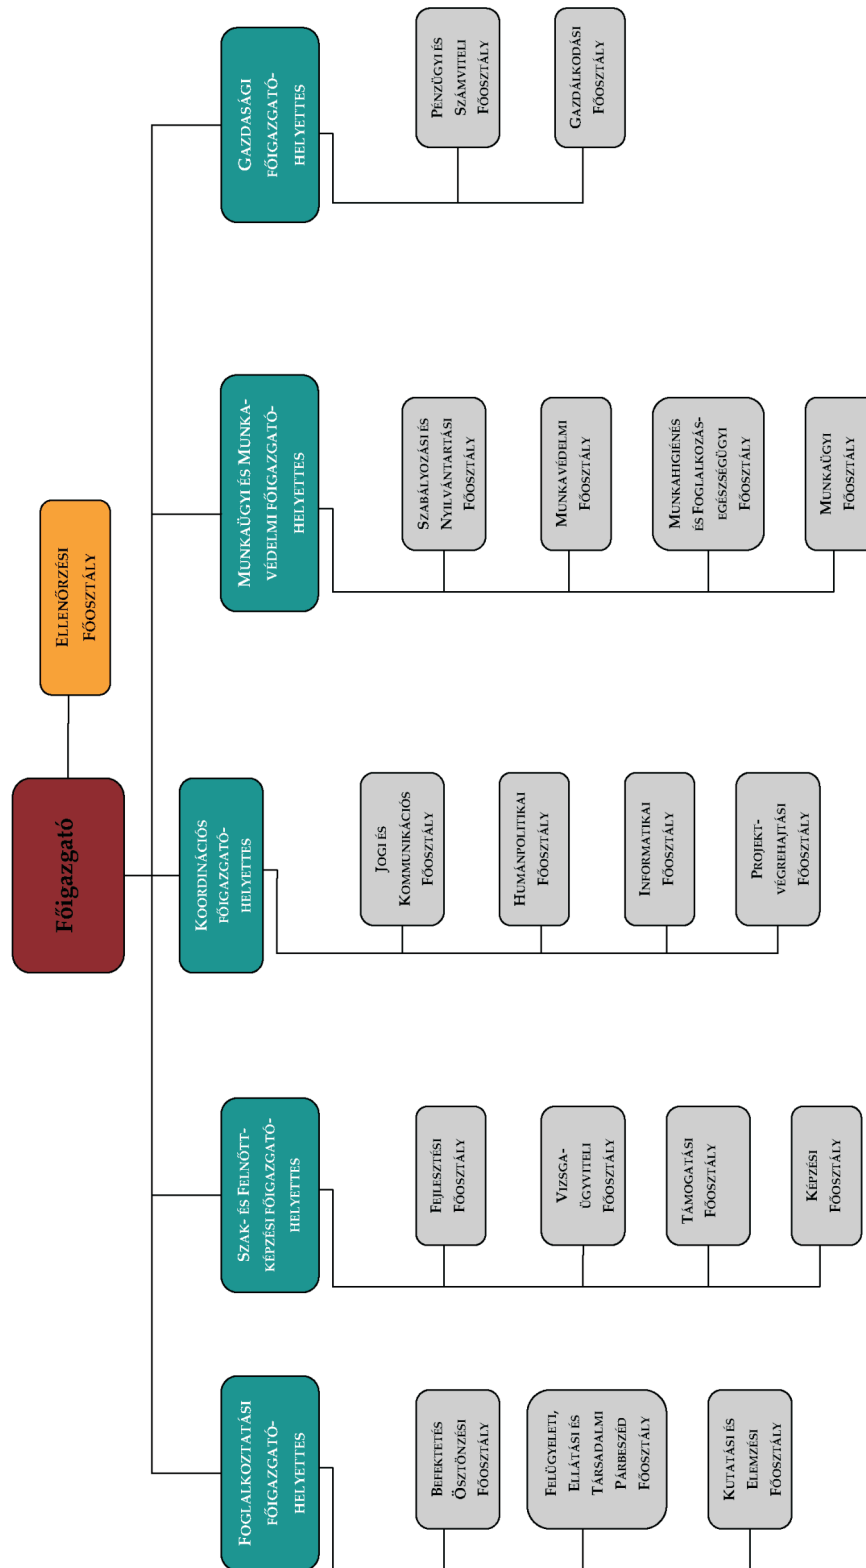 Főigazgató
Ellenőrzési
Főosztály
Foglalkoztatási
főigazgató-
helyettes
Befektetés
Ösztönzési
Főosztály
Felügyeleti,
Ellátási és
Társadalmi
Párbeszéd
Főosztály
Kutatási és
Elemzési
Főosztály
Szak- és Felnőtt-
képzési főigazgató-
helyettes
Fejlesztési
Főosztály
Vizsga-
ügyviteli
Főosztály
Támogatási
Főosztály
Képzési
Főosztály
Koordinációs
főigazgató-
helyettes
Jogi és
Kommunikációs
Főosztály
Humánpolitikai
Főosztály
Informatikai
Főosztály
Projekt-
végrehajtási
Főosztály
Munkaügyi és Munka-
védelmi főigazgató-
helyettes
Szabályozási és
Nyilvántartási
Főosztály
Munkavédelmi
Főosztály
Munkahigiénés
és Foglalkozás-
egészségügyi
Főosztály
Munkaügyi
Főosztály
Gazdasági
főigazgató-
helyettes
Pénzügyi és
Számviteli
Főosztály
Gazdálkodási
Főosztály